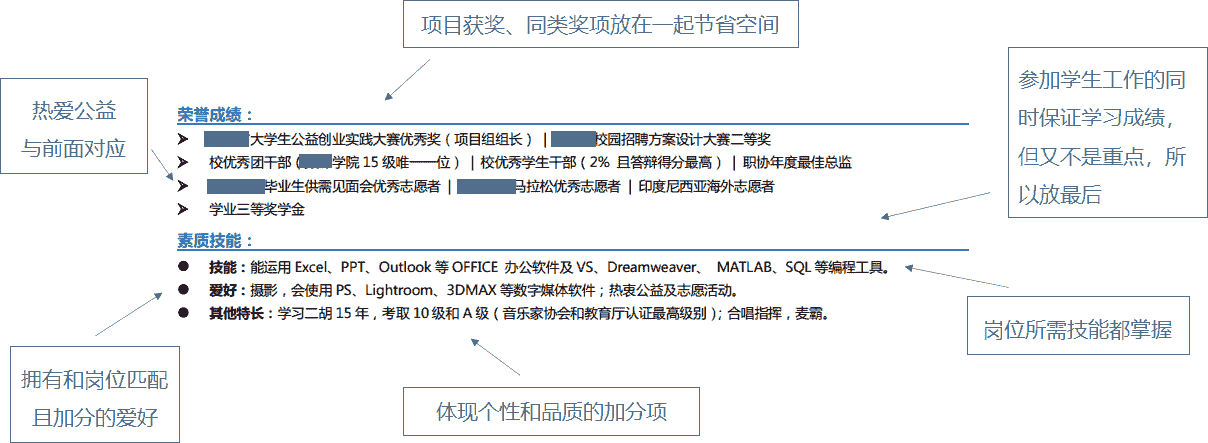 项目获奖、同类奖项放在一起节省空间
热爱公益
与前面对应
参加学生工作的同
时保证学习成绩，
但又不是重点，所
以放最后
荣誉成绩：
大学生公益创业实践大赛优秀奖（项目组组长）｜校园招聘方案设计大赛二等奖
校优秀团干部（学院 15 级唯一一位）｜校优秀学生干部（2% 且答辩得分最高）｜职协年度最佳总监
毕业生供需见面会优秀志愿者｜马拉松优秀志愿者｜印度尼西亚海外志愿者
学业三等奖学金
素质技能：
技能：能运用 Excel、PPT、Outlook 等 OFFICE 办公软件及 VS、Dreamweaver、 MATLAB、SQL 等编程工具。
爱好：摄影，会使用 PS、Lightroom、3DMAX 等数字媒体软件；热衷公益及志愿活动。
其他特长：学习二胡 15 年，考取 10 级和 A 级（音乐家协会和教育厅认证最高级别）；合唱指挥，麦霸。
岗位所需技能都掌握
拥有和岗位匹配
且加分的爱好
体现个性和品质的加分项